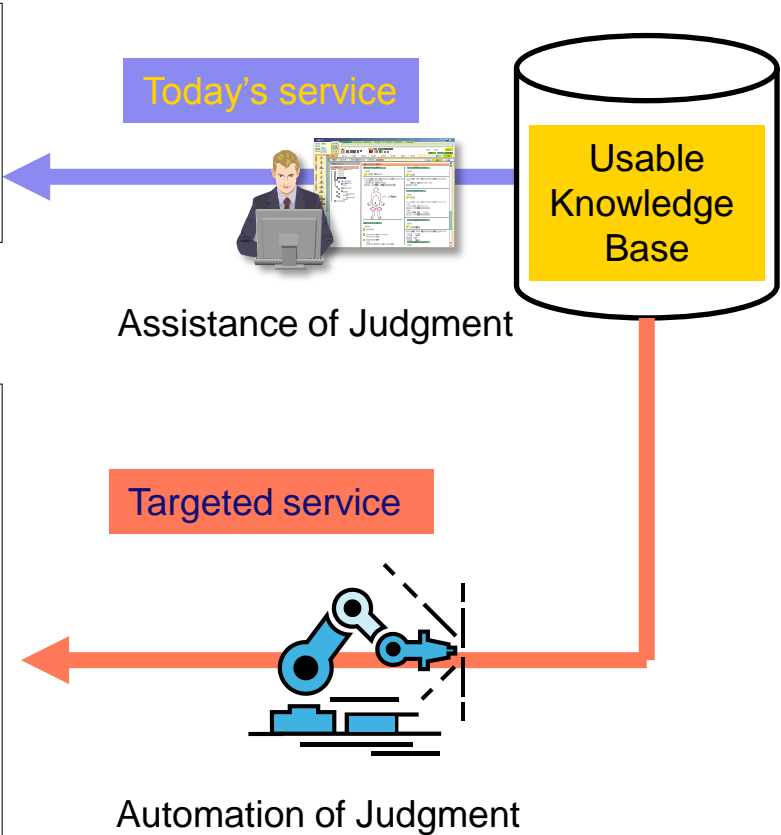 Today’s service
Usable
Knowledge
Base
Assistance of Judgment
Targeted service
Automation of Judgment